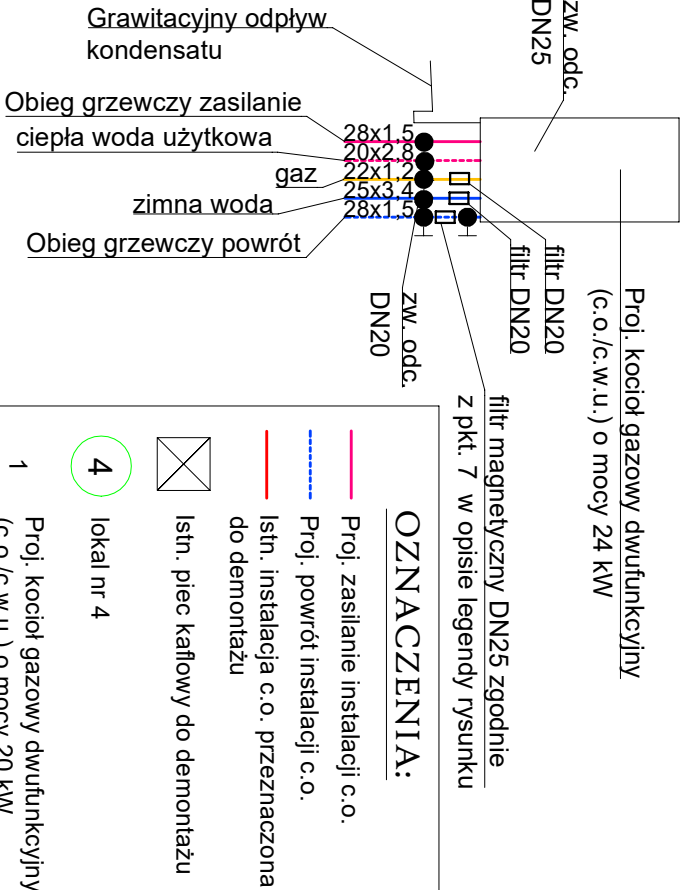 Grawitacyjny odpływ
kondensatu
Obieg grzewczy zasilanie
ciepła woda użytkowa
gaz
zimna woda
Obieg grzewczy powrót
28x1,5
20x2,8
22x1,2
25x3,4
28x1,5
zw. odc.
DN25
zw. odc.
DN20
filtr DN20
filtr DN20
Proj. kocioł gazowy dwufunkcyjny
(c.o./c.w.u.) o mocy 24 kW
filtr magnetyczny DN25 zgodnie
z pkt. 7 w opisie legendy rysunku
OZNACZENIA:
Proj. zasilanie instalacji c.o.
Proj. powrót instalacji c.o.
Istn. instalacja c.o. przeznaczona
do demontażu
Istn. piec kaflowy do demontażu
4
lokal nr 4
1
Proj. kocioł gazowy dwufunkcyjny
(c.o./c.w.u.) o mocy 20 kW